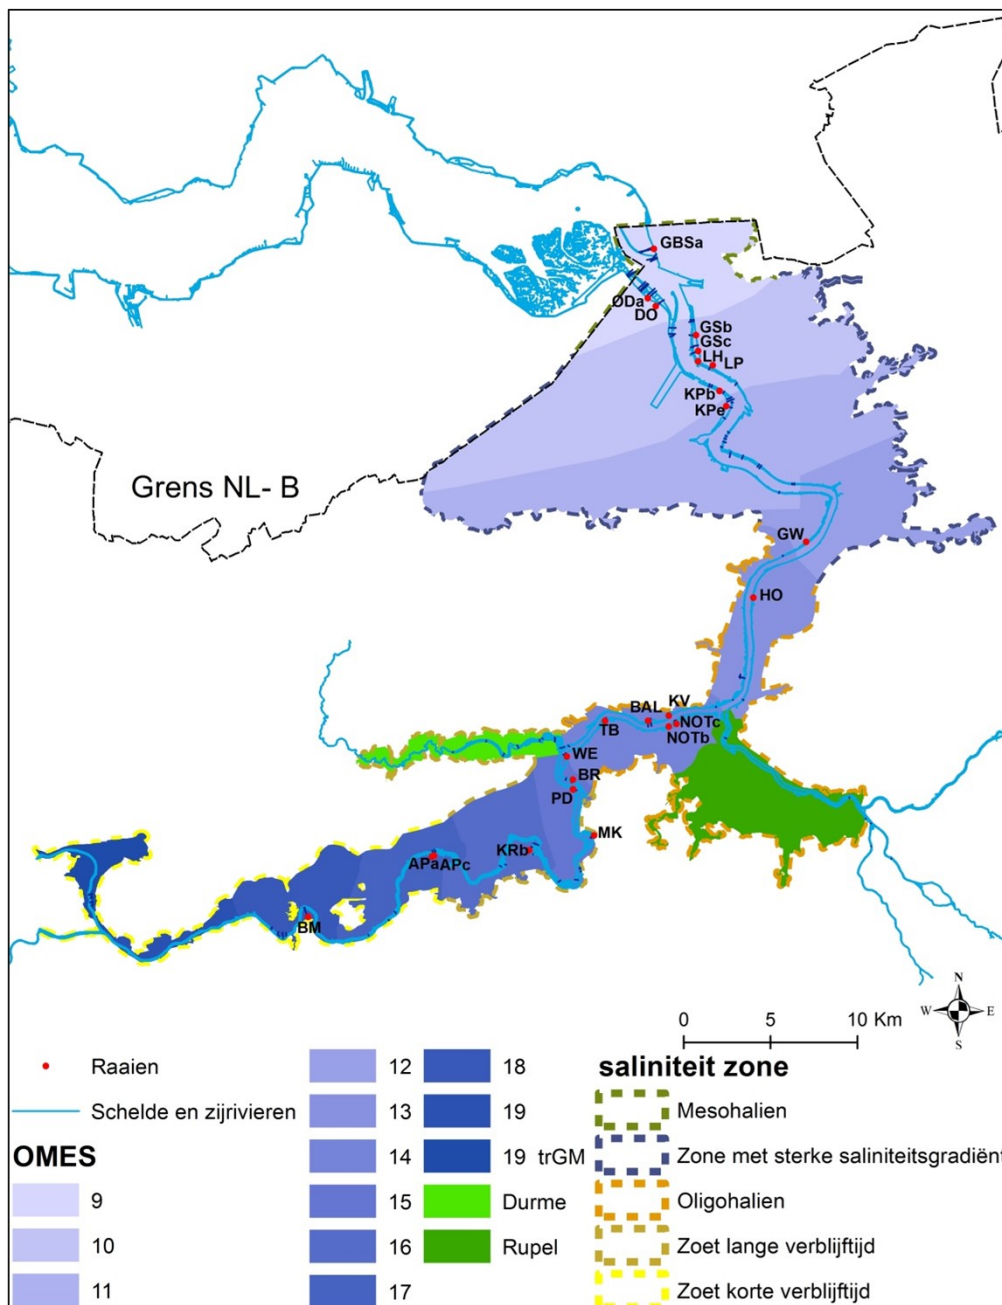 GBSa
ODa
DO
GSb
GSc
LH
LP
KPb
KPe
Grens NL- B
GW
HO
KV
BAL
NOTc
TB
NOTb
WE
BR
PD
MK
KRb
APa
APc
BM
N
W
E
S
0 5 10 Km
Raaien
Schelde en zijrivieren
OMES
9
10
11
12
13
14
15
16
17
18
19
19 trGM
Durme
Rupel
saliniteit zone
Mesohalien
Zone met sterke saliniteitsgradiënt
Oligohalien
Zoet lange verblijftijd
Zoet korte verblijftijd